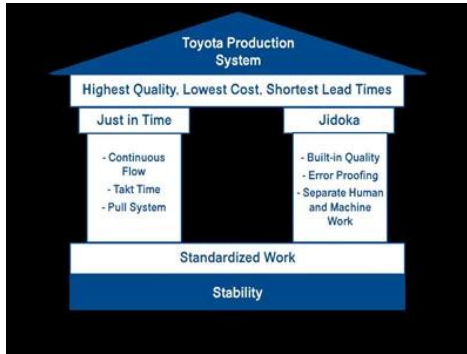 Toyota Production
System
Highest Quality. Lowest Cost. Shortest Lead Times
Just in Time
- Continuous
Flow
- Takt Time
- Pull System
Jidoka
- Built-in Quality
- Error Proofing
- Separate Human
and Machine
Work
Standardized Work
Stability